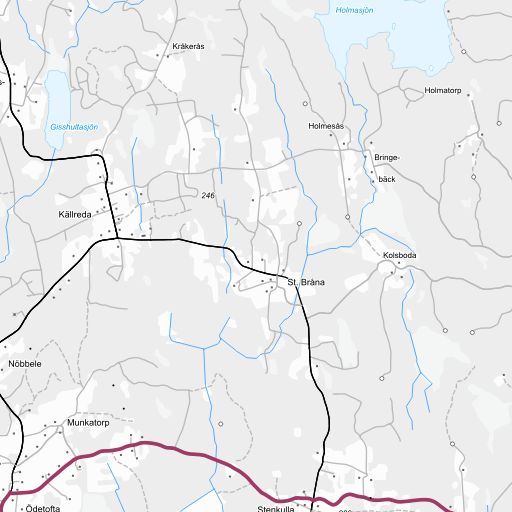 Holmasjön
Kråkerås
Holmatorp
Gisshultasjön
Holmesås
Bringe-
bäck
246
Källreda
Kolsboda
St. Bråna
Nöbbele
Munkatorp
Ödetofta
Stenkulla